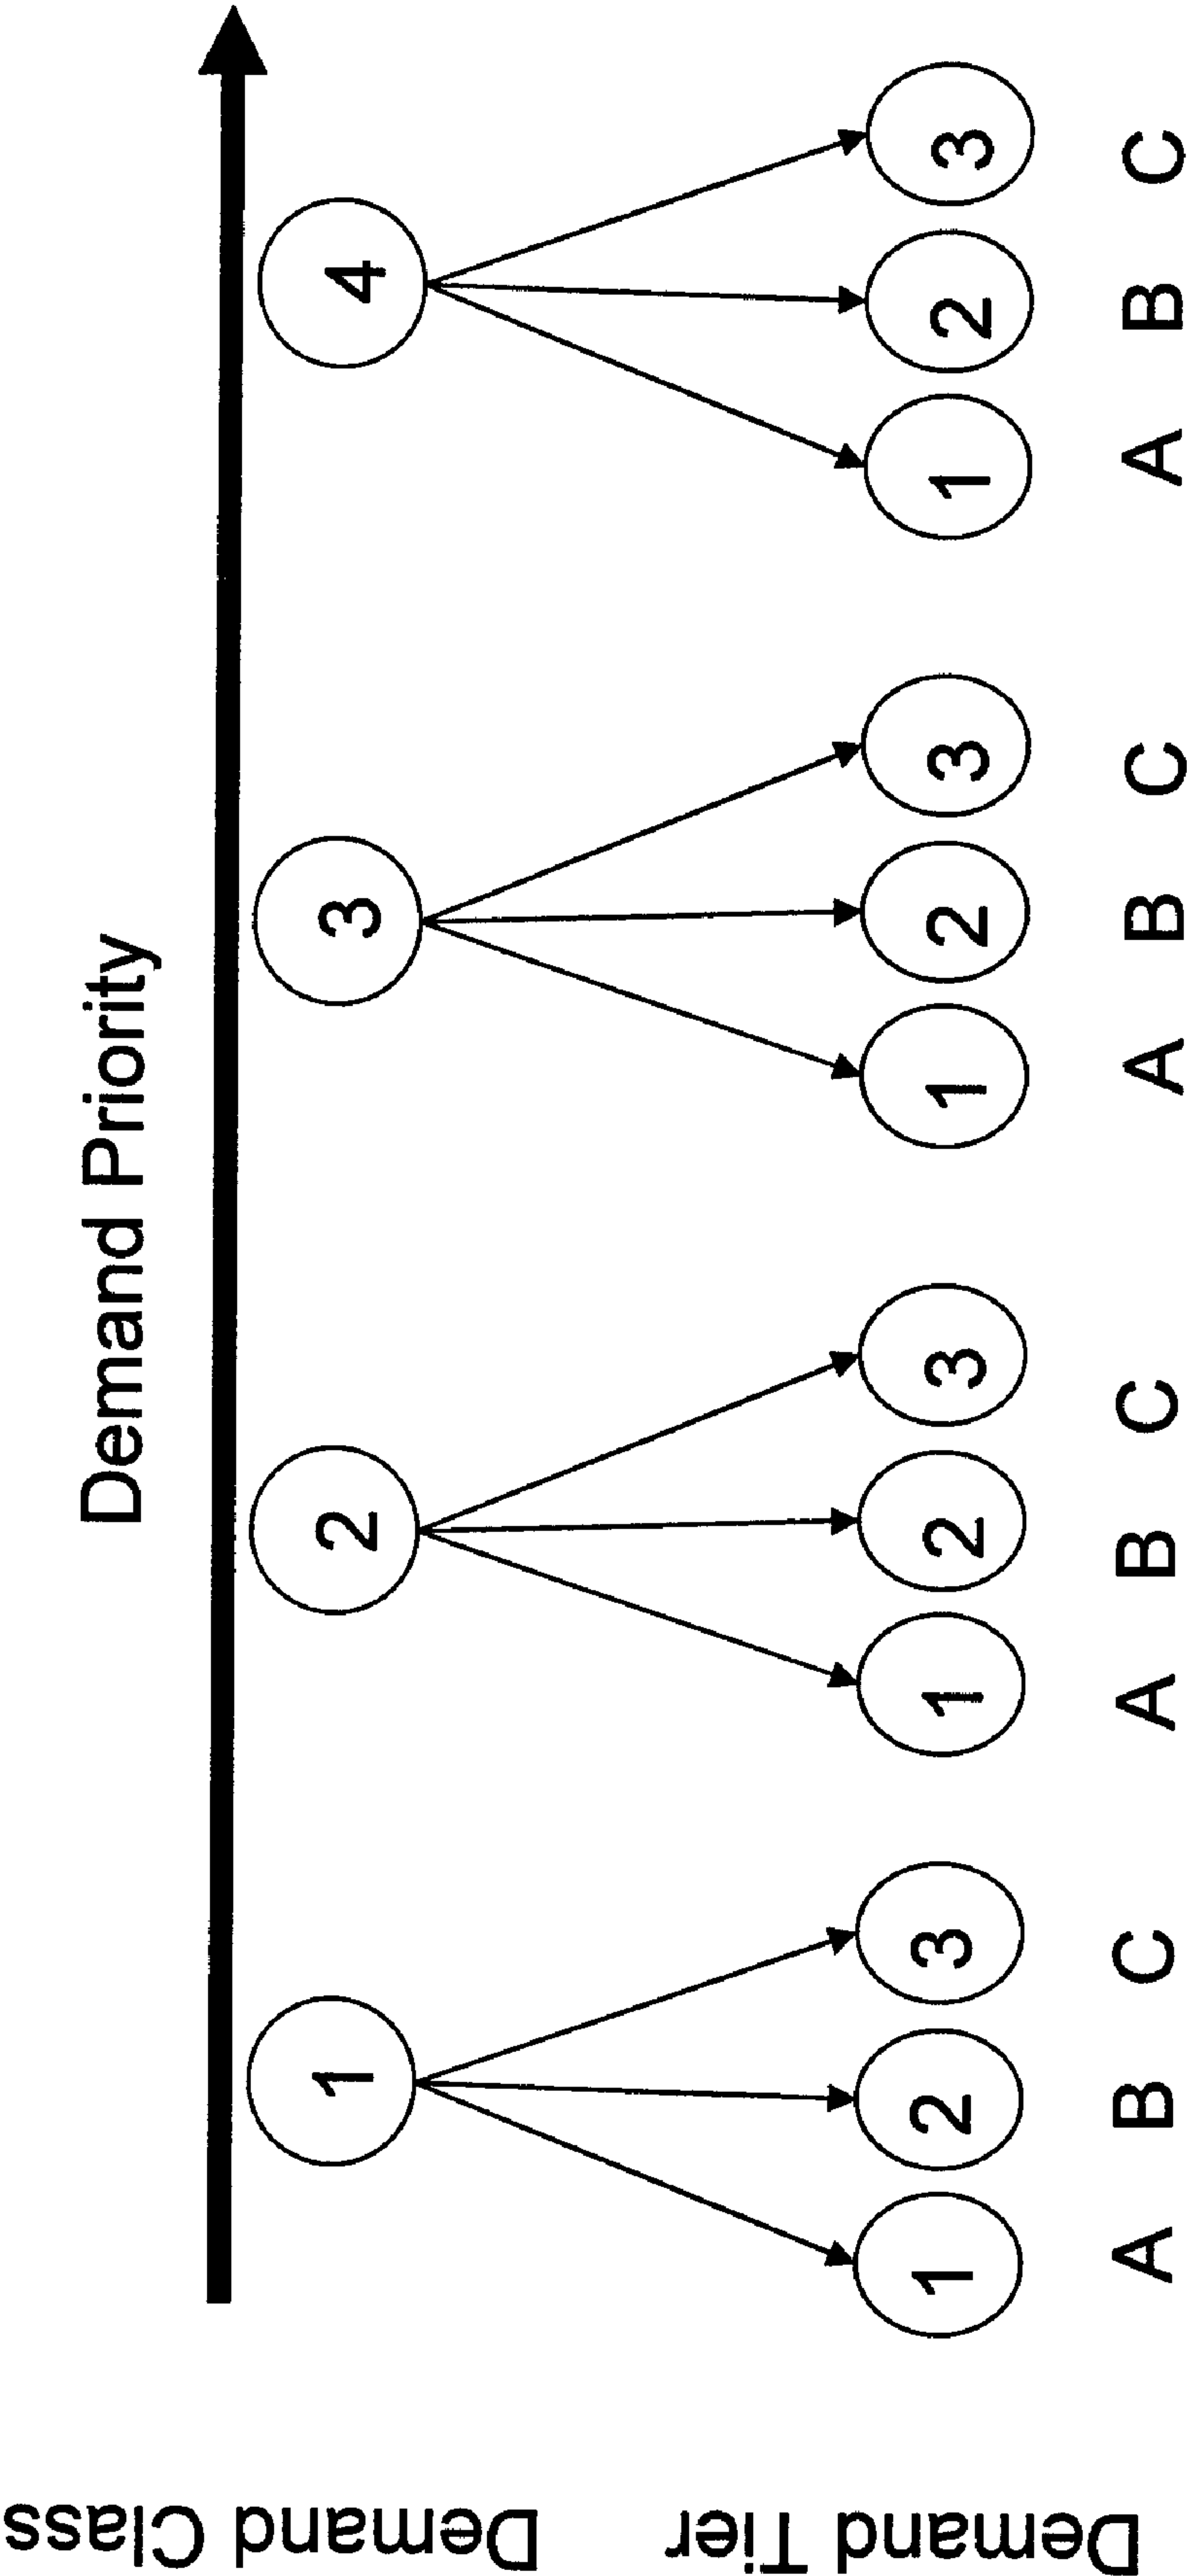 Demand Priority
Demand Class
1 2 3 4
Demand Tier
1 2 3 1 2 3 1 2 3 1 2 3
A B C A B C A B C A B C